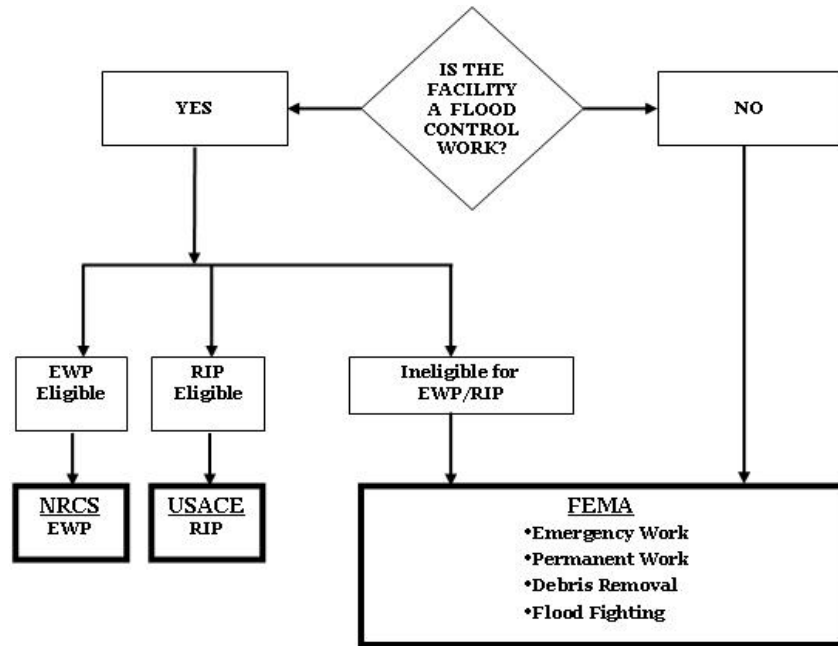 IS THE
FACILITY
A FLOOD
CONTROL
WORK?
YES
NO
EWP
Eligible
RIP
Eligible
Ineligible for
EWP/RIP
NRCS
EWP
USACE
RIP
FEMA
•Emergency Work
•Permanent Work
•Debris Removal
•Flood Fighting